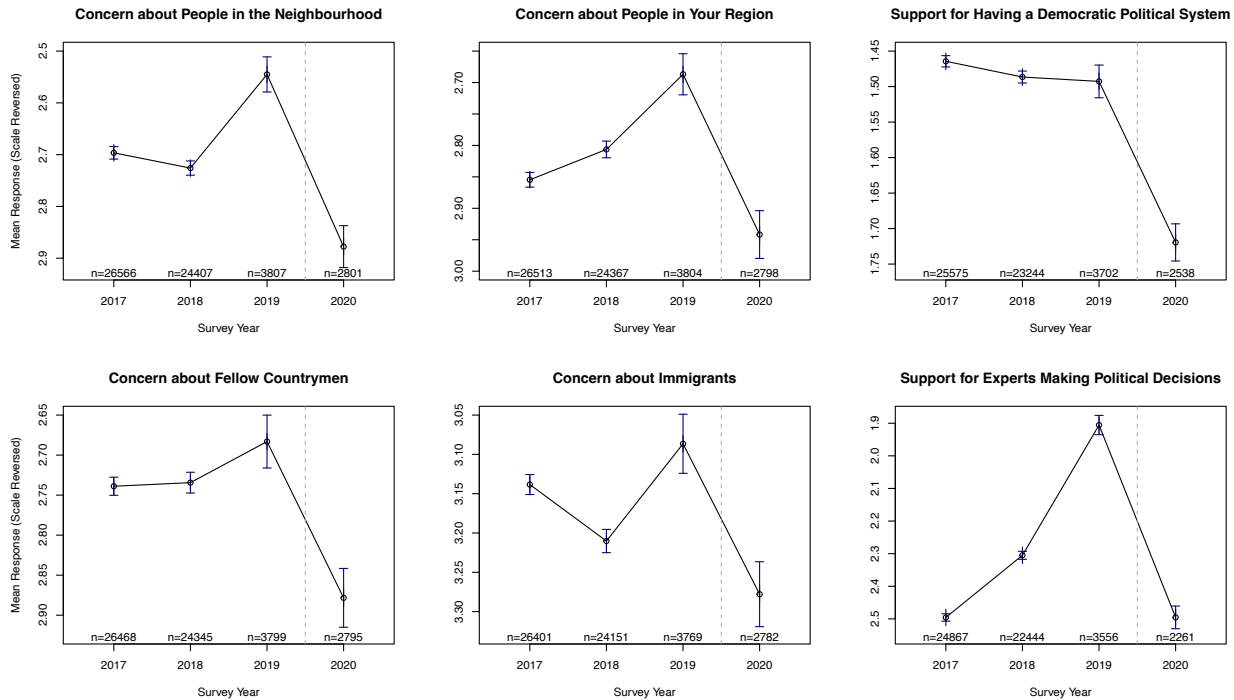 Concern about People in the Neighbourhood
Mean Response (Scale Reversed)
2.5
2.6
2.7
2.8
2.9
n=26566 n=24407 n=3807 n=2801
2017 2018 2019 2020
Survey Year
Concern about People in Your Region
2.70
2.80
2.90
3.00
n=26513 n=24367 n=3804 n=2798
2017 2018 2019 2020
Survey Year
Support for Having a Democratic Political System
1.45
1.50
1.55
1.60
1.65
1.70
1.75
n=25575 n=23244 n=3702 n=2538
2017 2018 2019 2020
Survey Year
Concern about Fellow Countrymen
Mean Response (Scale Reversed)
2.65
2.70
2.75
2.80
2.85
2.90
n=26468 n=24345 n=3799 n=2795
2017 2018 2019 2020
Survey Year
Concern about Immigrants
3.05
3.10
3.15
3.20
3.25
3.30
n=26401 n=24151 n=3769 n=2782
2017 2018 2019 2020
Survey Year
Support for Experts Making Political Decisions
1.9
2.0
2.1
2.2
2.3
2.4
2.5
n=24867 n=22444 n=3556 n=2261
2017 2018 2019 2020
Survey Year